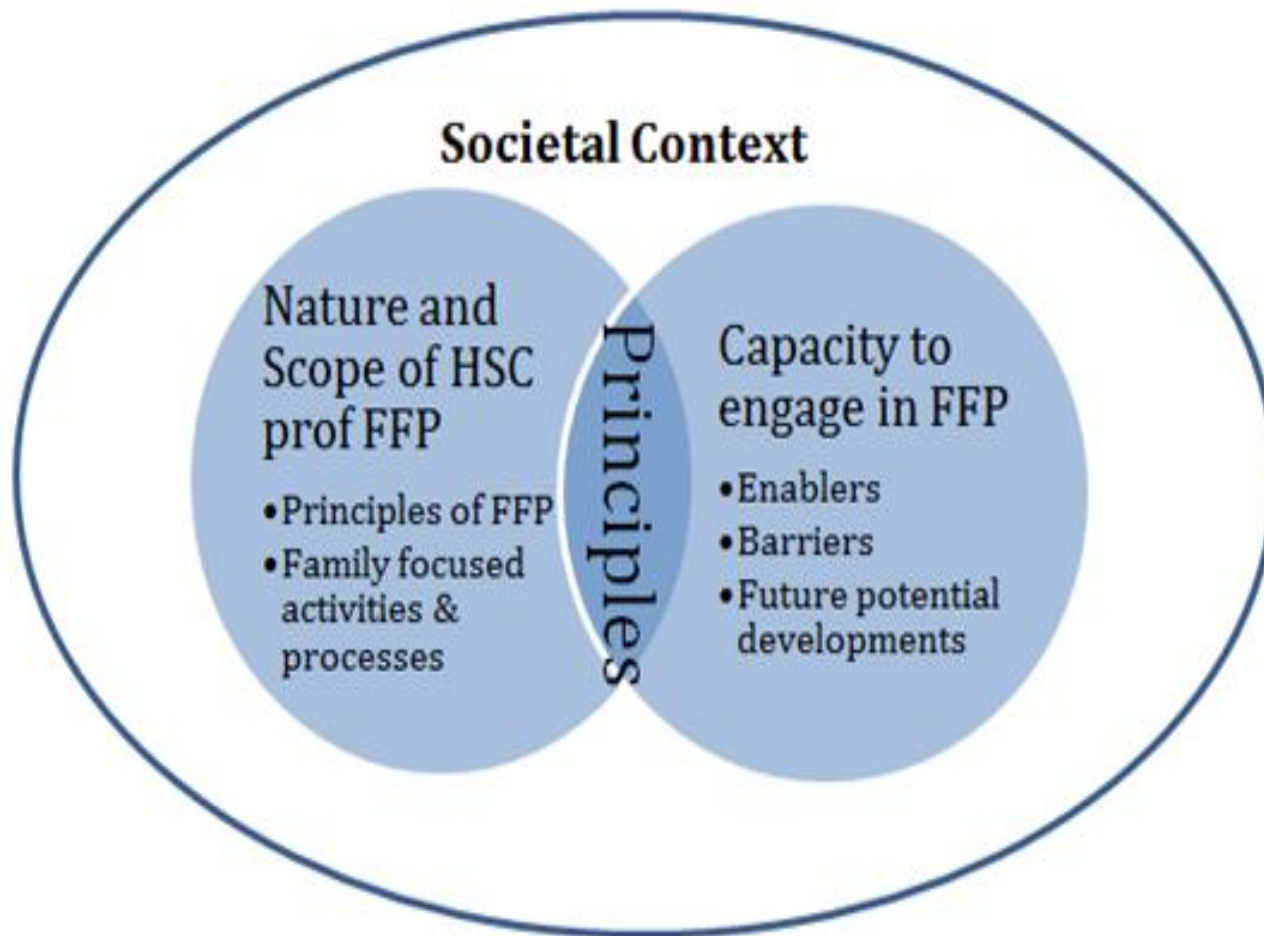 Societal Context
Nature and
Scope of HSC
prof FFP
•Principles of FFP
•Family focused
activities &
processes
Principles
Capacity to
engage in FFP
•Enablers
•Barriers
•Future potential
developments